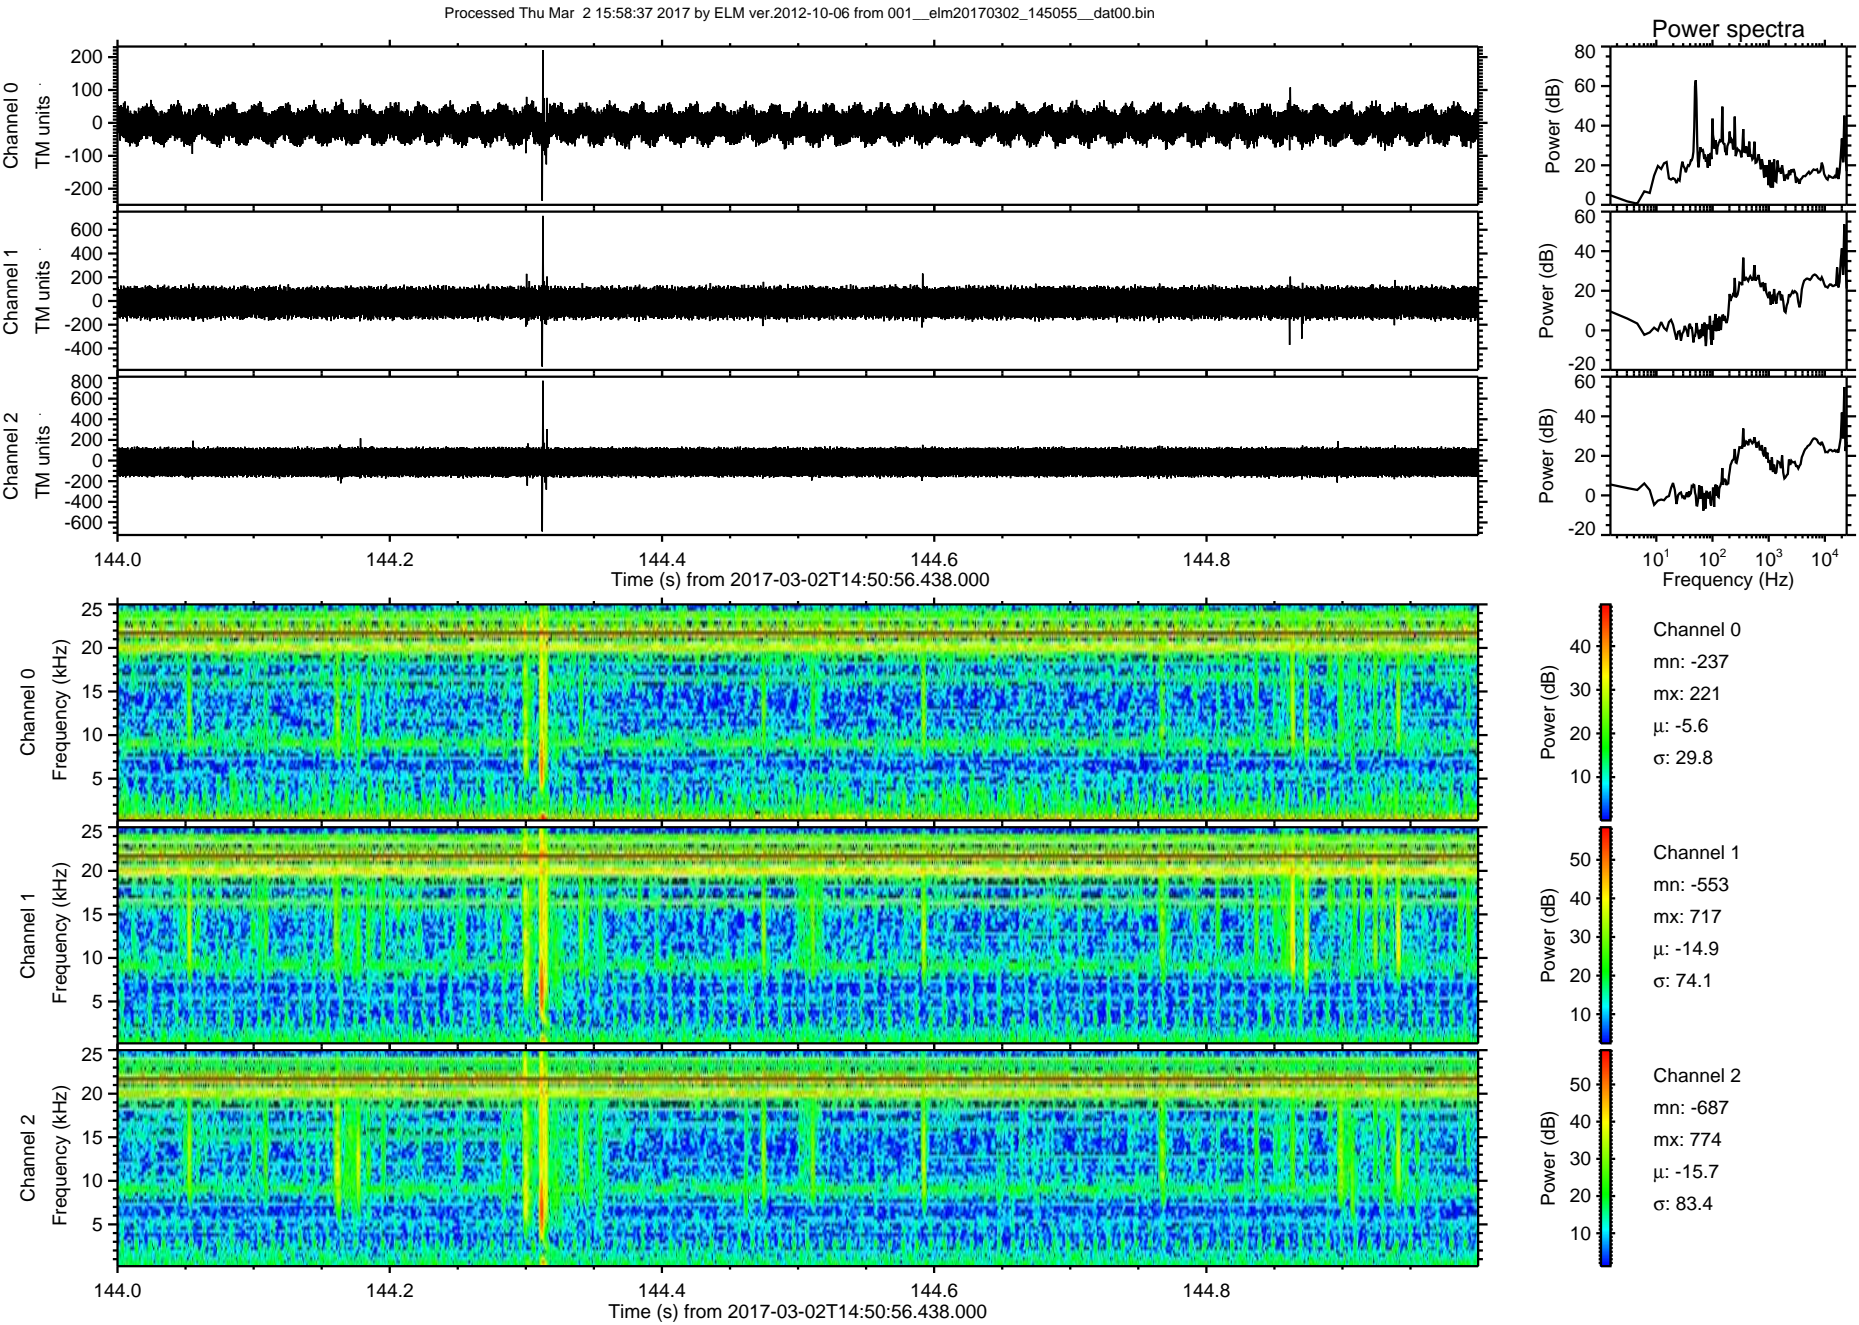 Processed Thu Mar  2 15:58:37 2017 by ELM ver.2012-10-06 from 001__elm20170302_145055__dat00.bin
Power spectra
Channel 0
TM units
200
100
0
-100
-200
Power (dB)
80
60
40
20
0
Channel 1
TM units
600
400
200
0
-200
-400
Power (dB)
60
40
20
0
-20
Channel 2
TM units
800
600
400
200
0
-200
-400
-600
Power (dB)
60
40
20
0
-20
144.0 144.2 144.4 144.6 144.8
Time (s) from 2017-03-02T14:50:56.438.000
10^1 10^2 10^3 10^4
Frequency (Hz)
Channel 0
Frequency (kHz)
25
20
15
10
5
Power (dB)
40
30
20
10
Channel 0
mn: -237
mx: 221
μ: -5.6
σ: 29.8
Channel 1
Frequency (kHz)
25
20
15
10
5
Power (dB)
50
40
30
20
10
Channel 1
mn: -553
mx: 717
μ: -14.9
σ: 74.1
Channel 2
Frequency (kHz)
25
20
15
10
5
Power (dB)
50
40
30
20
10
Channel 2
mn: -687
mx: 774
μ: -15.7
σ: 83.4
144.0 144.2 144.4 144.6 144.8
Time (s) from 2017-03-02T14:50:56.438.000